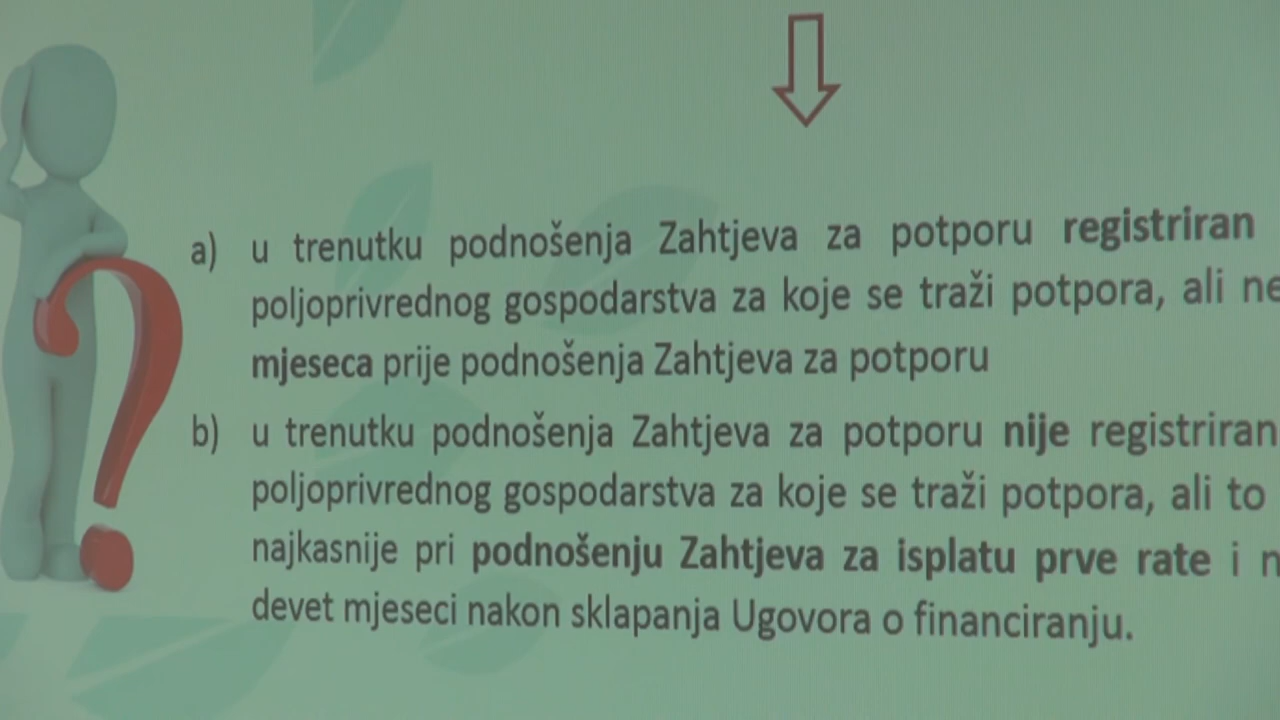 a) u trenutku podnošenja Zahtjeva za potporu registriran
poljoprivrednog gospodarstva za koje se traži potpora, ali
mjeseca prije podnošenja Zahtjeva za potporu
b) u trenutku podnošenja Zahtjeva za potporu nije registriran
poljoprivrednog gospodarstva za koje se traži potpora, ali to
najkasnije pri podnošenju Zahtjeva za isplatu prve rate i
devet mjeseci nakon sklapanja Ugovora o financiranju.